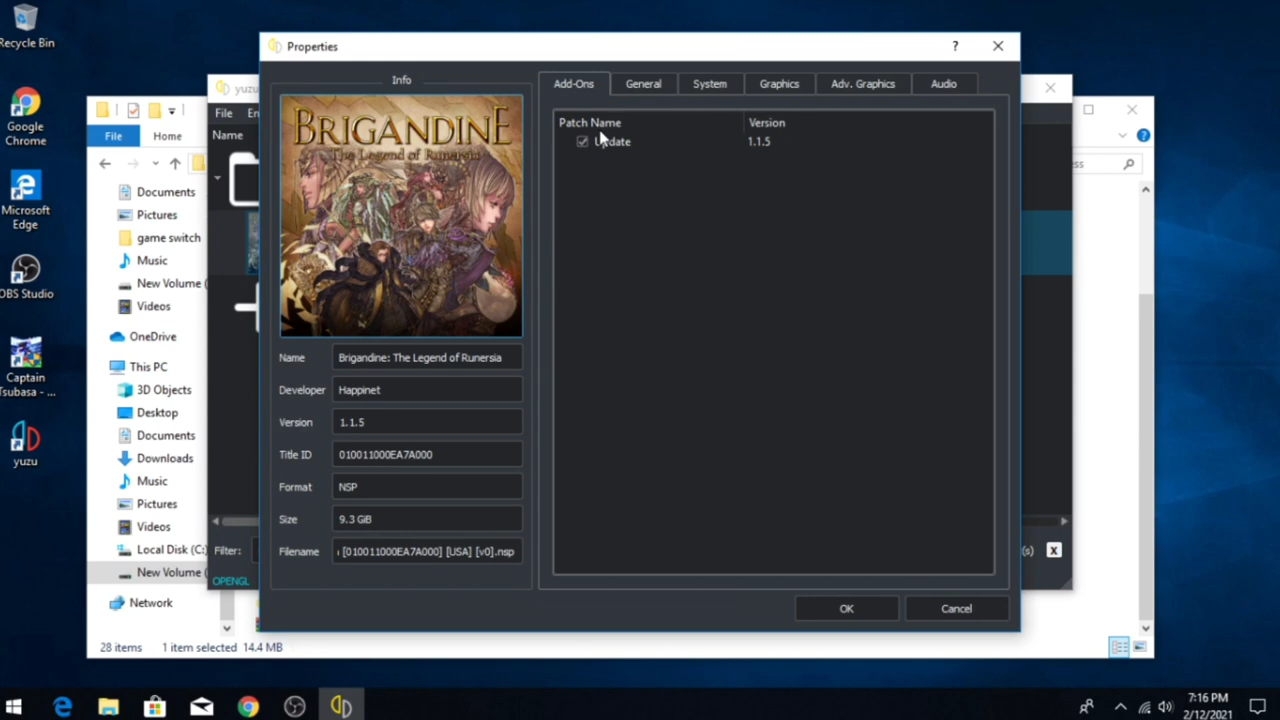 Recycle Bin
Google
Chrome
Microsoft
Edge
OBS Studio
Captain
Tsubasa - ...
yuzu
File
Home
Documents
Pictures
game switch
Music
New Volume (
Videos
OneDrive
This PC
3D Objects
Desktop
Documents
Downloads
Music
Pictures
Videos
Local Disk (C:)
New Volume (
Network
28 items
1 item selected
14.4 MB
yuzu
File
Name
Filter:
OPENGL
(s)
X
Properties
?
Info
BRIGANDINE
The Legend of Runersia
Name
Brigandine: The Legend of Runersia
Developer
Happinet
Version
1.1.5
Title ID
010011000EA7A000
Format
NSP
Size
9.3 GiB
Filename
[010011000EA7A000] [USA] [v0].nsp
Add-Ons
General
System
Graphics
Adv. Graphics
Audio
Patch Name
Version
Update
1.1.5
OK
Cancel
7:16 PM
2/12/2021